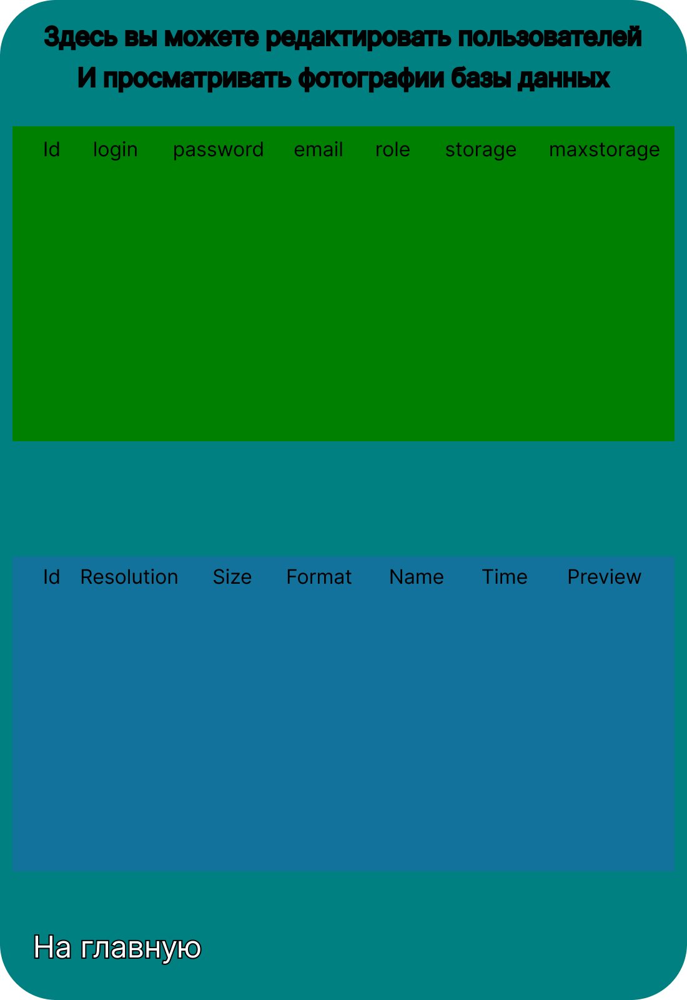 Здесь вы можете редактировать пользователей
И просматривать фотографии базы данных
Id login password email role storage maxstorage
Id Resolution Size Format Name Time Preview
На главную